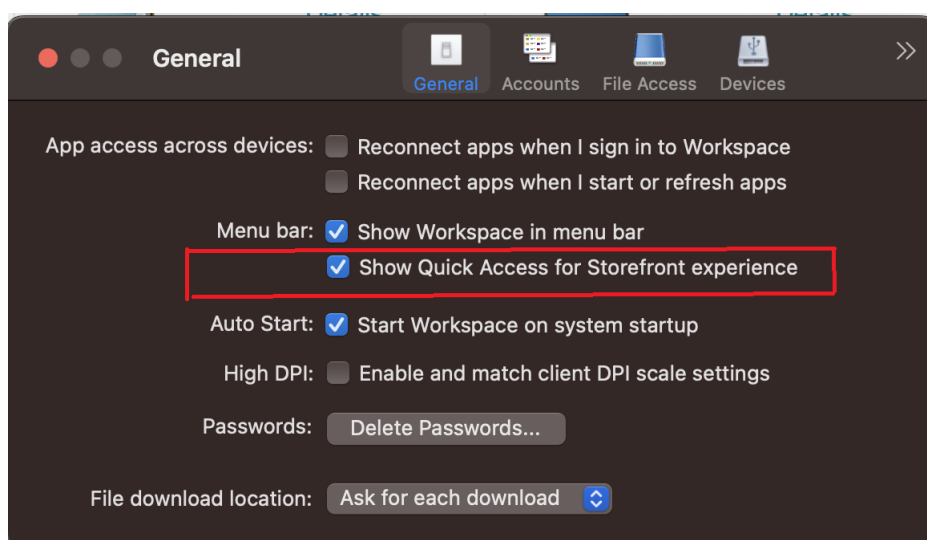 General
General Accounts File Access Devices
App access across devices: Reconnect apps when I sign in to Workspace
Reconnect apps when I start or refresh apps
Menu bar: Show Workspace in menu bar
Show Quick Access for Storefront experience
Auto Start: Start Workspace on system startup
High DPI: Enable and match client DPI scale settings
Passwords: Delete Passwords...
File download location: Ask for each download